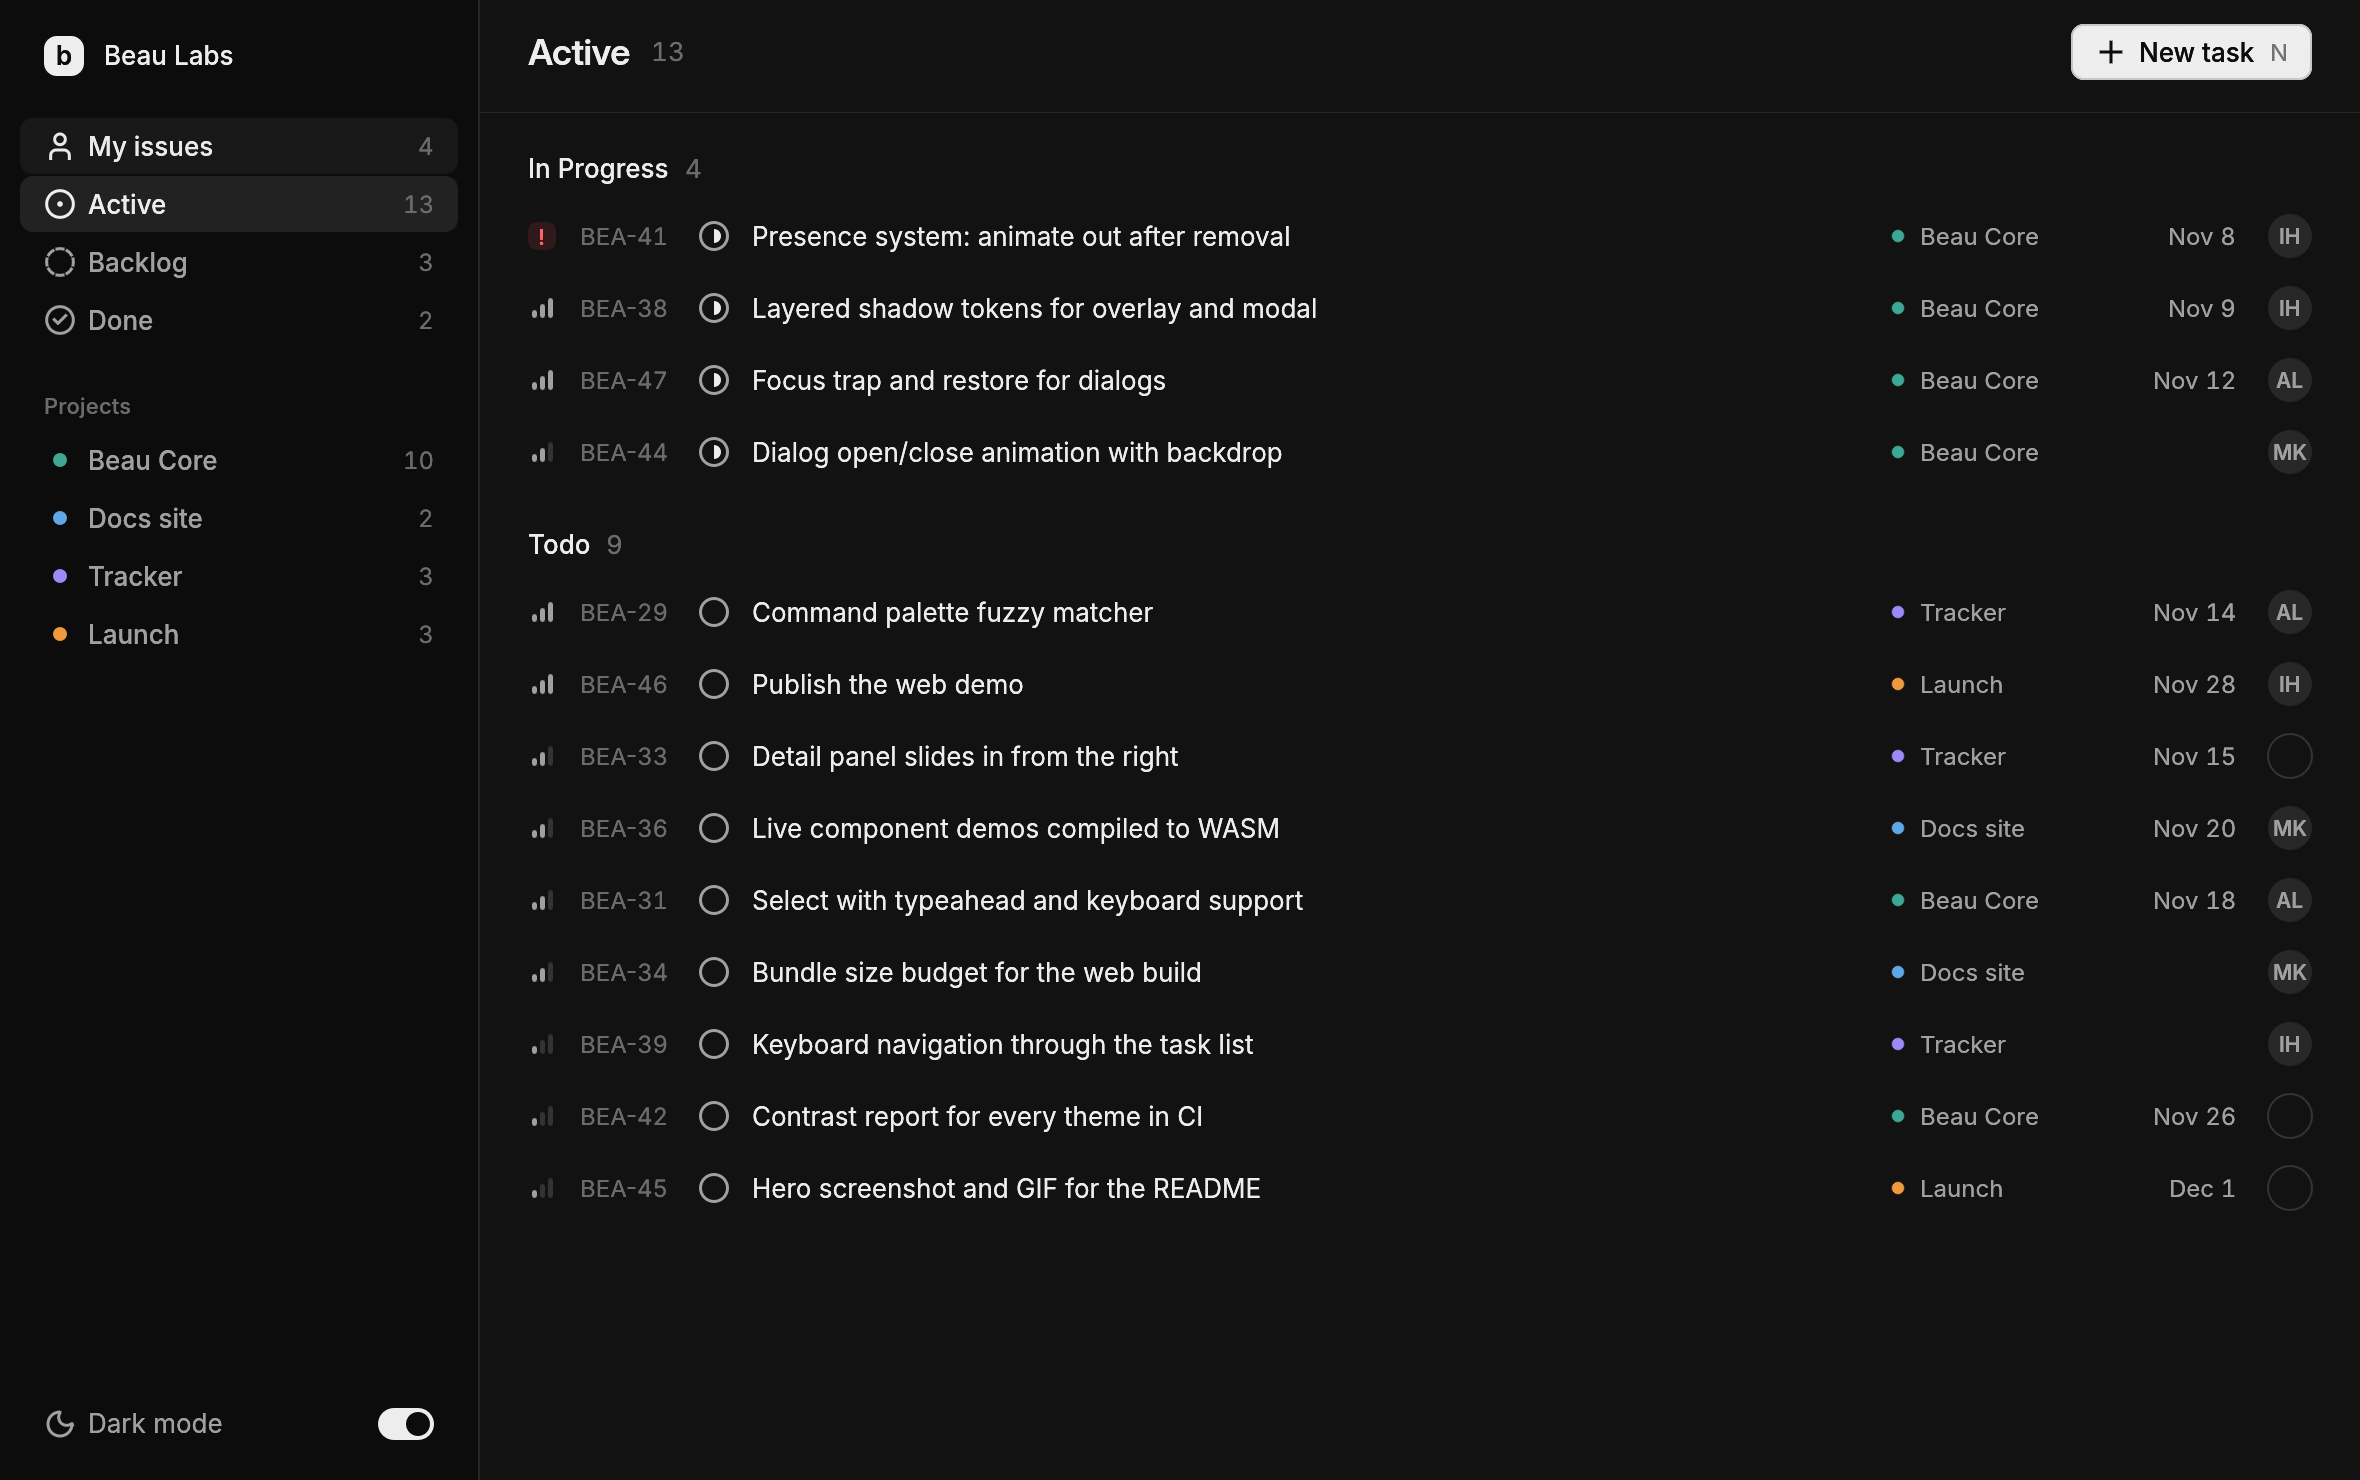 b Beau Labs
My issues 4
Active 13
Backlog 3
Done 2
Projects
Beau Core 10
Docs site 2
Tracker 3
Launch 3
Dark mode
Active 13
New task N
In Progress 4
! BEA-41 Presence system: animate out after removal Beau Core Nov 8 IH
BEA-38 Layered shadow tokens for overlay and modal Beau Core Nov 9 IH
BEA-47 Focus trap and restore for dialogs Beau Core Nov 12 AL
BEA-44 Dialog open/close animation with backdrop Beau Core MK
Todo 9
BEA-29 Command palette fuzzy matcher Tracker Nov 14 AL
BEA-46 Publish the web demo Launch Nov 28 IH
BEA-33 Detail panel slides in from the right Tracker Nov 15
BEA-36 Live component demos compiled to WASM Docs site Nov 20 MK
BEA-31 Select with typeahead and keyboard support Beau Core Nov 18 AL
BEA-34 Bundle size budget for the web build Docs site MK
BEA-39 Keyboard navigation through the task list Tracker IH
BEA-42 Contrast report for every theme in CI Beau Core Nov 26
BEA-45 Hero screenshot and GIF for the README Launch Dec 1